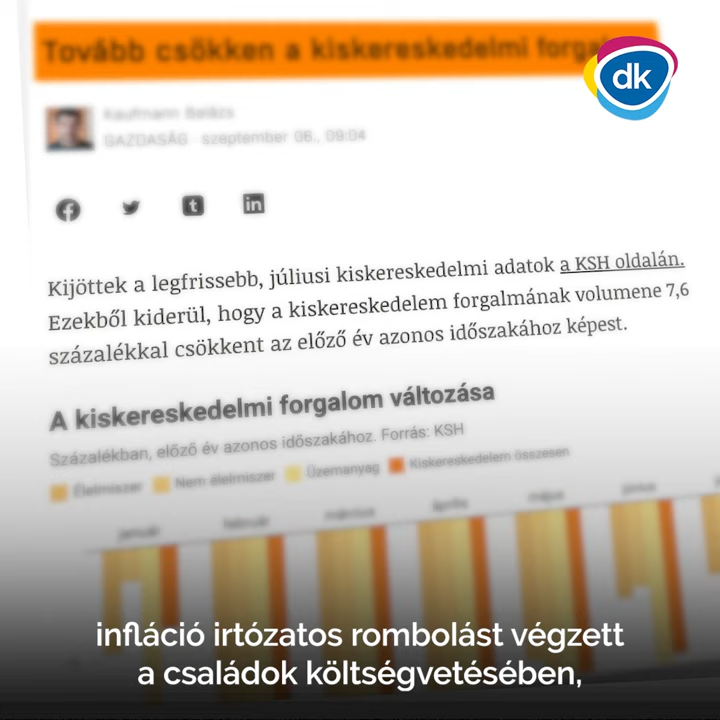 Tovább csökken a kiskereskedelmi
dk
Kaufmann Balázs
GAZDASÁG · szeptember 06., 09:04
Kijöttek a legfrissebb, júliusi kiskereskedelmi adatok a KSH oldalán.
Ezekből kiderül, hogy a kiskereskedelem forgalmának volumene 7,6
százalékkal csökkent az előző év azonos időszakához képest.
A kiskereskedelmi forgalom változása
Százalékban, előző év azonos időszakához. Forrás: KSH
Élelmiszer Nem élelmiszer Üzemanyag Kiskereskedelem összesen
január február március április május június
infláció irtózatos rombolást végzett
a családok költségvetésében,